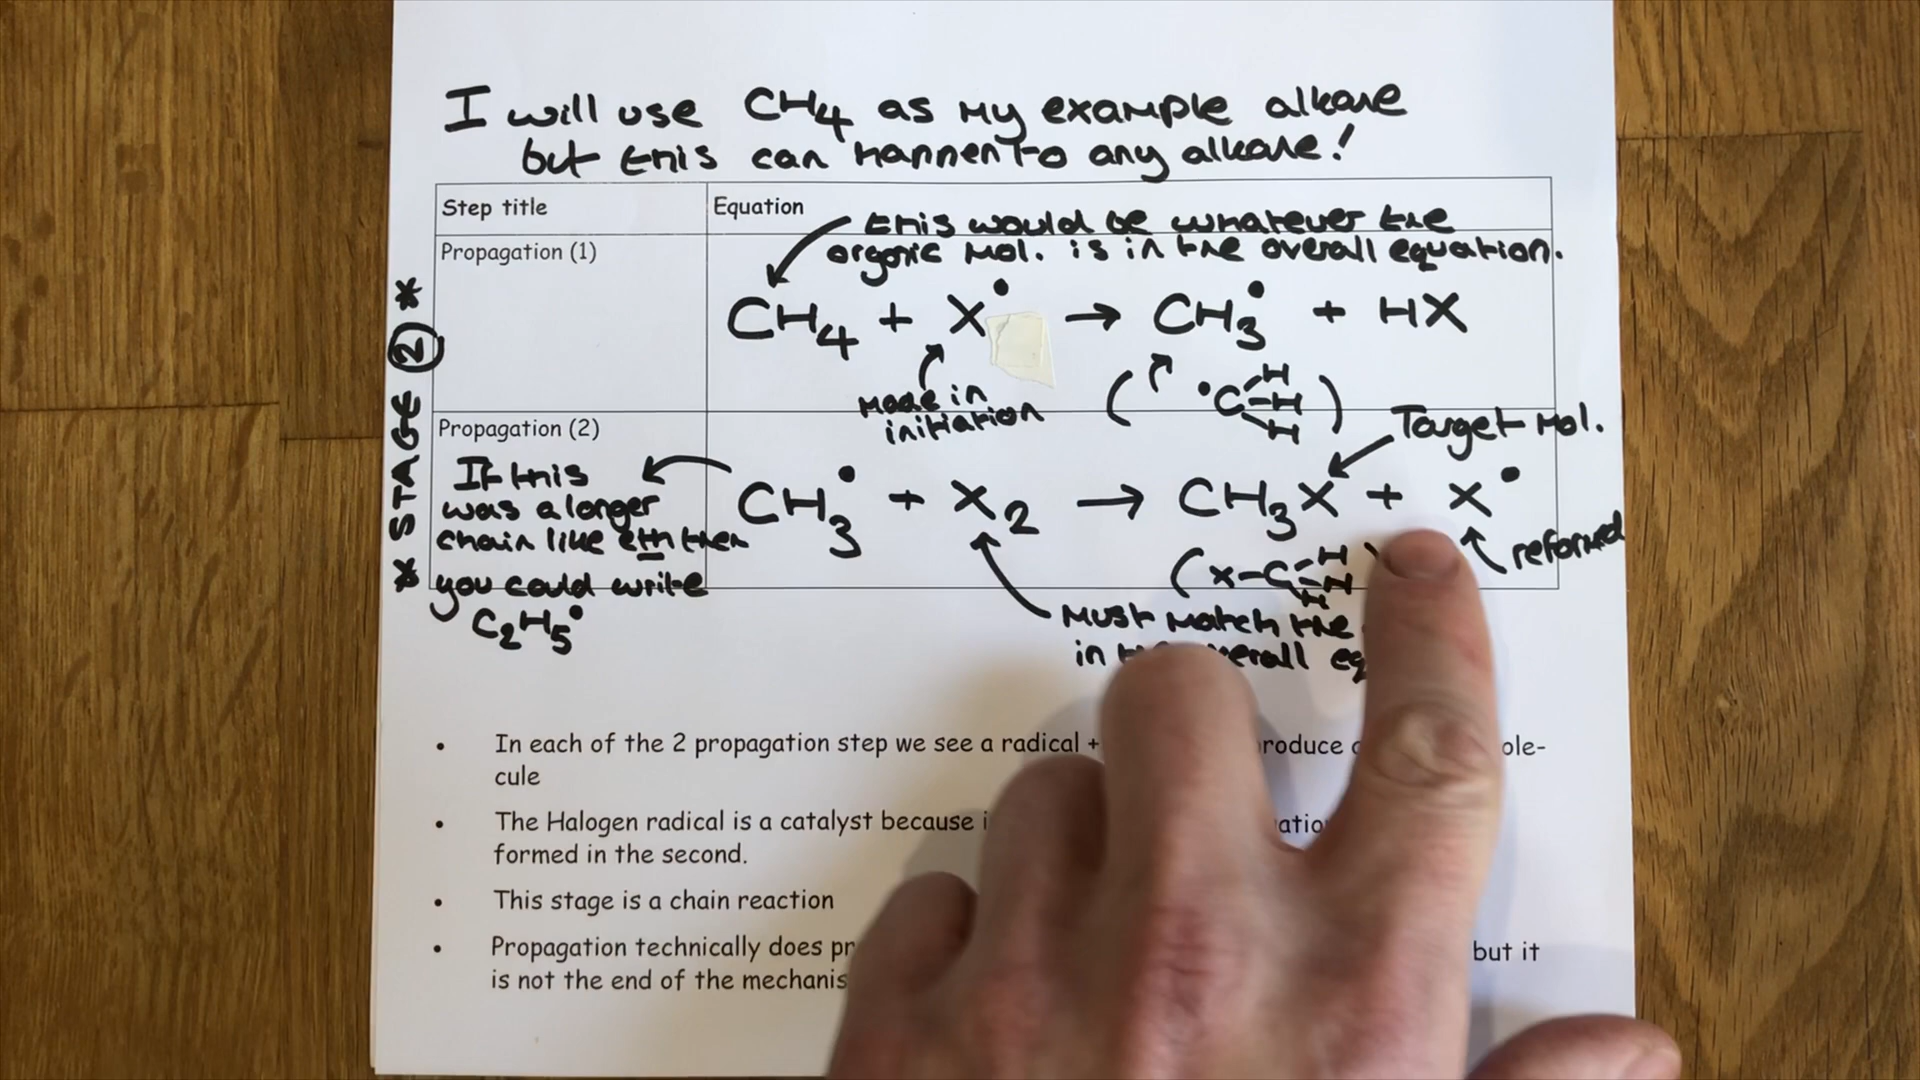 I will use CH4 as my example alkane
but this can happen to any alkane!
Step title
Equation
this would be whatever the
organic mol. is in the overall equation.
Propagation (1)
CH4 + X• → CH3• + HX
Made in
initiation
( •C-H H H )
* STAGE 2 *
Propagation (2)
Target mol.
CH3• + X2 → CH3X + X•
reformed
(X-C-H H H
If this
was a longer
chain like eth then
you could write
C2H5•
Must match the
in the overall
In each of the 2 propagation step we see a radical + roduce ole-
cule
The Halogen radical is a catalyst because
formed in the second.
This stage is a chain reaction
Propagation technically does but it
is not the end of the